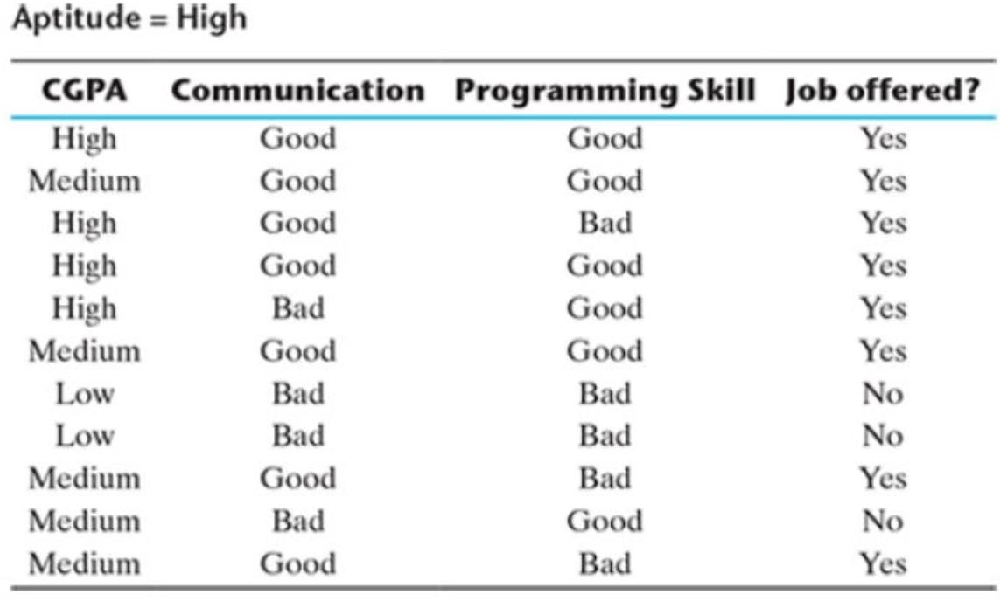 Aptitude = High
CGPA Communication Programming Skill Job offered?
High Good Good Yes
Medium Good Good Yes
High Good Bad Yes
High Good Good Yes
High Bad Good Yes
Medium Good Good Yes
Low Bad Bad No
Low Bad Bad No
Medium Good Bad Yes
Medium Bad Good No
Medium Good Bad Yes